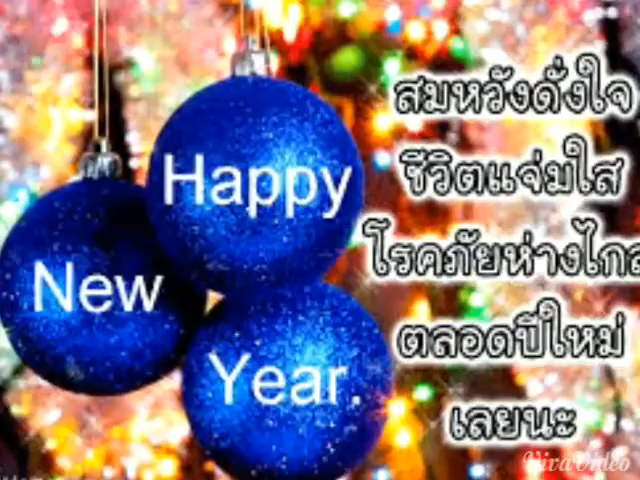 Happy
New
Year.
สมหวังดั่งใจ
ชีวิตแจ่มใส
โรคภัยห่างไกล
ตลอดปีใหม่
เลยนะ
VivaVideo